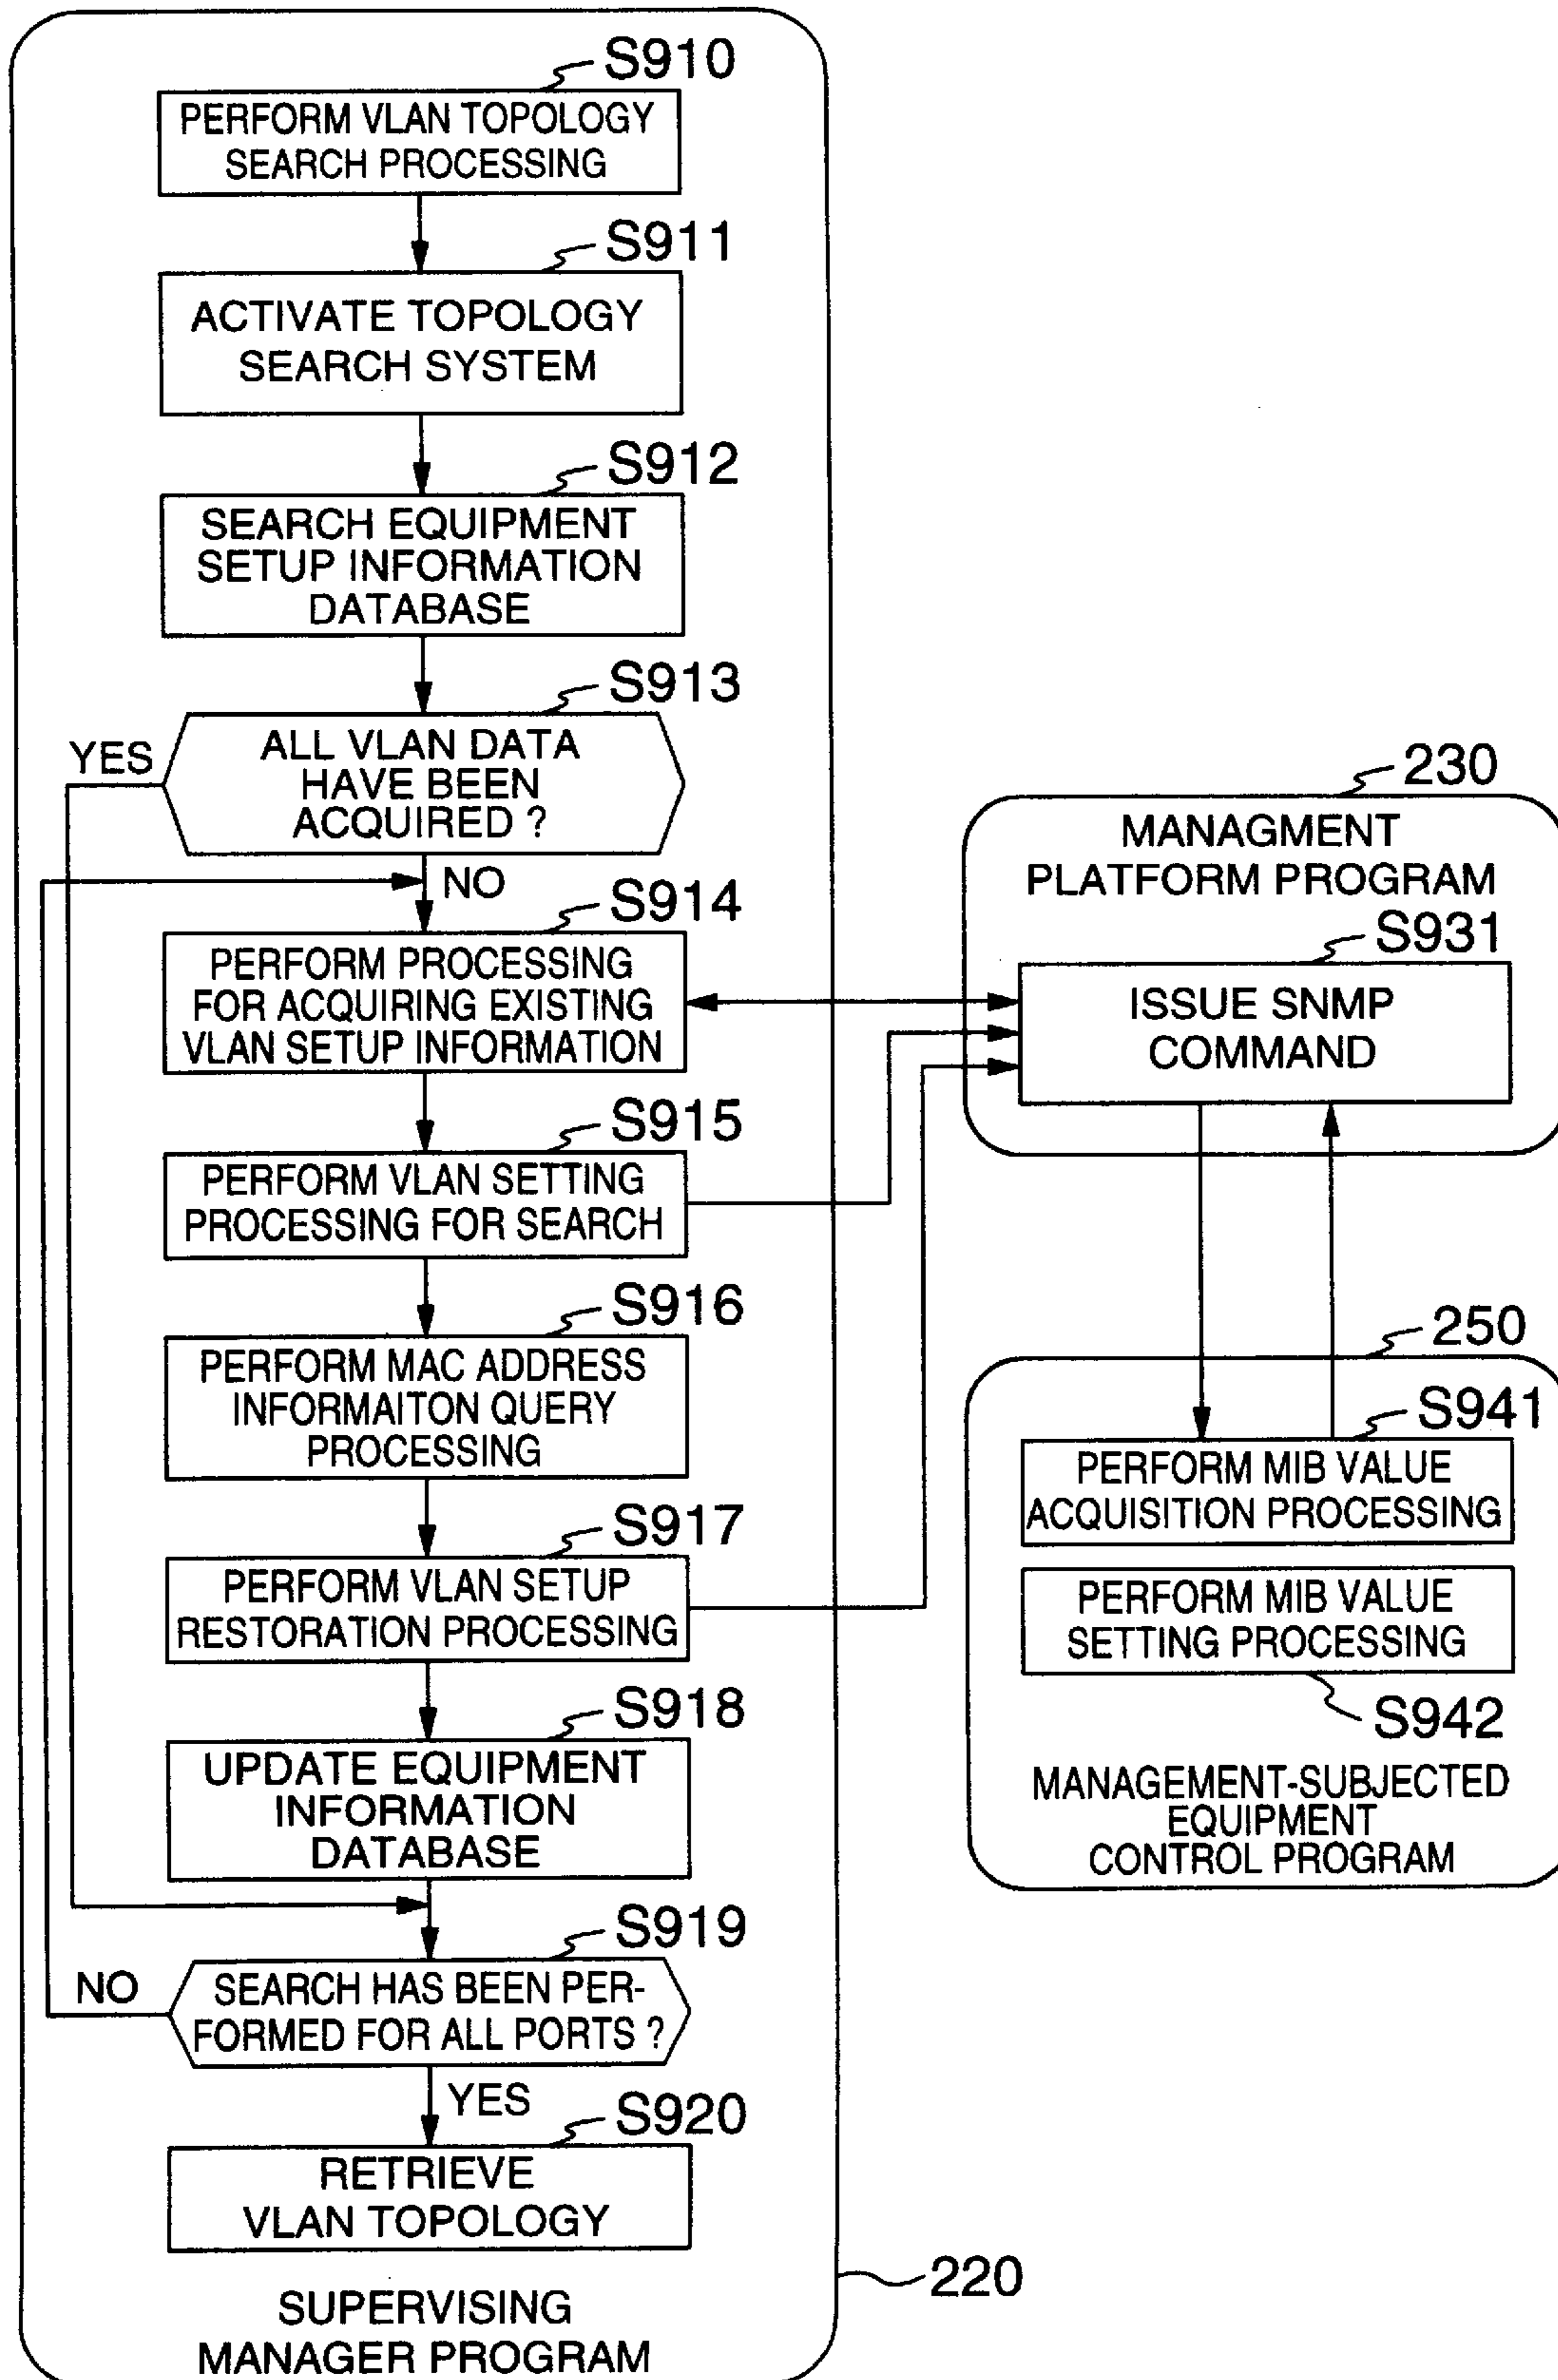 S910
PERFORM VLAN TOPOLOGY
SEARCH PROCESSING
S911
ACTIVATE TOPOLOGY
SEARCH SYSTEM
S912
SEARCH EQUIPMENT
SETUP INFORMATION
DATABASE
S913
YES
ALL VLAN DATA
HAVE BEEN
ACQUIRED ?
NO
S914
PERFORM PROCESSING
FOR ACQUIRING EXISTING
VLAN SETUP INFORMATION
S915
PERFORM VLAN SETTING
PROCESSING FOR SEARCH
S916
PERFORM MAC ADDRESS
INFORMAITON QUERY
PROCESSING
S917
PERFORM VLAN SETUP
RESTORATION PROCESSING
S918
UPDATE EQUIPMENT
INFORMATION
DATABASE
S919
NO
SEARCH HAS BEEN PER-
FORMED FOR ALL PORTS ?
YES
S920
RETRIEVE
VLAN TOPOLOGY
220
SUPERVISING
MANAGER PROGRAM
230
MANAGMENT
PLATFORM PROGRAM
S931
ISSUE SNMP
COMMAND
250
S941
PERFORM MIB VALUE
ACQUISITION PROCESSING
PERFORM MIB VALUE
SETTING PROCESSING
S942
MANAGEMENT-SUBJECTED
EQUIPMENT
CONTROL PROGRAM